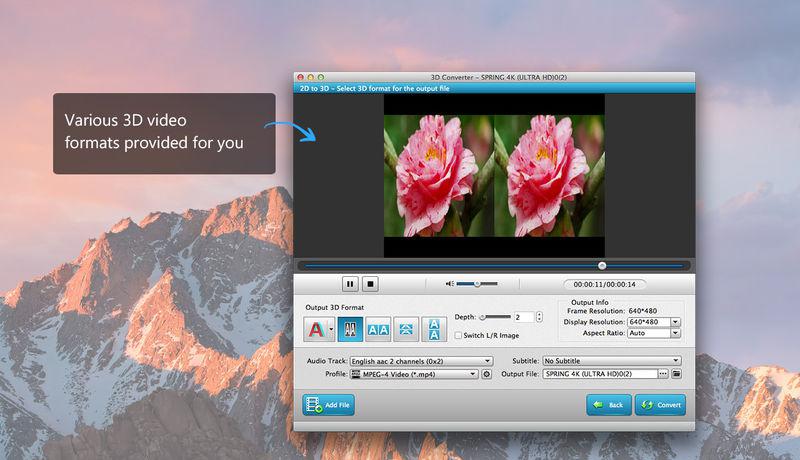 3D Converter - SPRING 4K (ULTRA HD)0(2)
2D to 3D - Select 3D format for the output file
Various 3D video
formats provided for you
00:00:11/00:00:14
Output 3D Format
Depth: 2
Switch L/R Image
Output Info
Frame Resolution: 640*480
Display Resolution: 640*480
Aspect Ratio: Auto
Audio Track: English aac 2 channels (0x2)
Subtitle: No Subtitle
Profile: MPEG-4 Video (*.mp4)
Output File: SPRING 4K (ULTRA HD)0(2)
Add File
Back
Convert